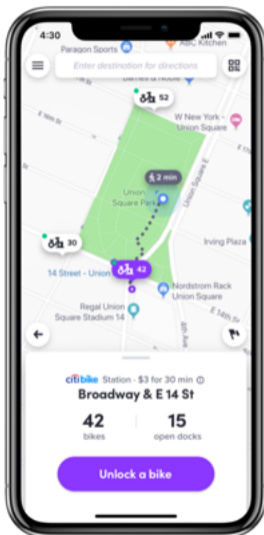 4:30
Paragon Sports
ABC Kitchen
Enter destination for directions
Barnes & Noble
52
E 16th St
W New York -
Union Square
2 min
Union
Square Park
Union Square E
30
Irving Plaza
14 Street - Union
42
Nordstrom Rack
Union Square
Regal Union
Square Stadium 14
4th Ave
E 14th St
citibike Station - $3 for 30 min
Broadway & E 14 St
42
15
bikes
open docks
Unlock a bike